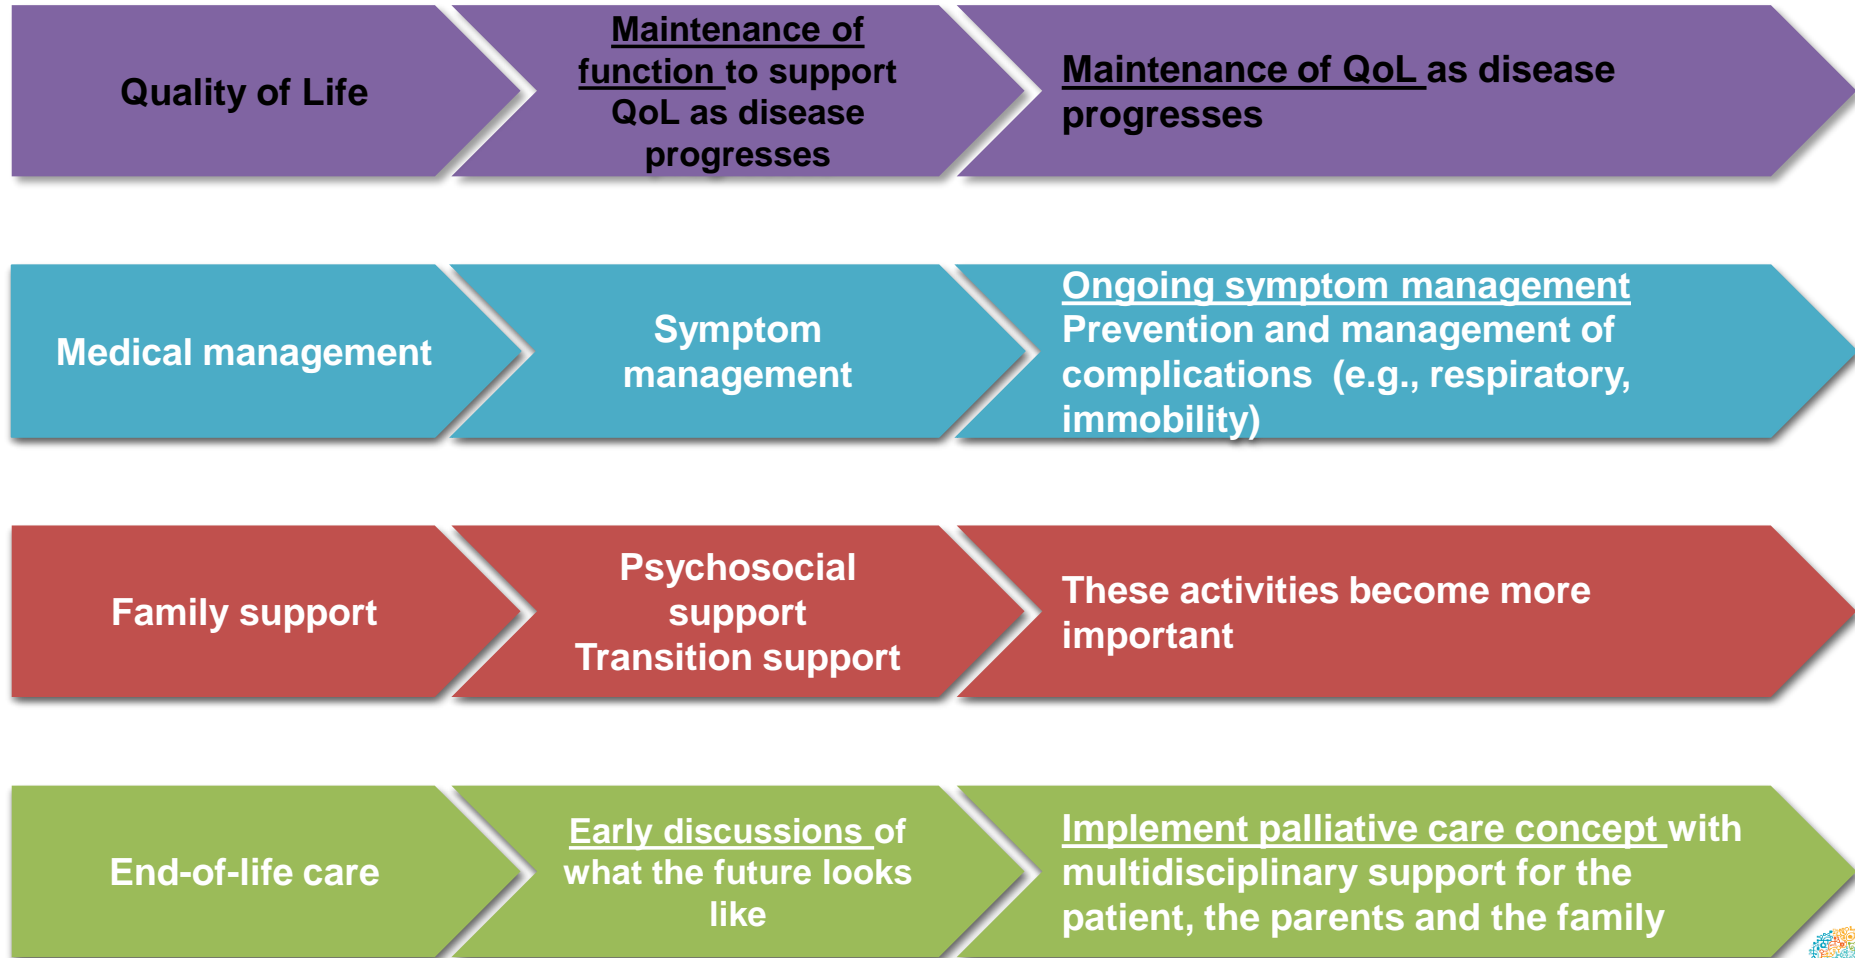 Quality of Life
Maintenance of
function to support
QoL as disease
progresses
Maintenance of QoL as disease
progresses
Medical management
Symptom
management
Ongoing symptom management
Prevention and management of
complications (e.g., respiratory,
immobility)
Family support
Psychosocial
support
Transition support
These activities become more
important
End-of-life care
Early discussions of
what the future looks
like
Implement palliative care concept with
multidisciplinary support for the
patient, the parents and the family